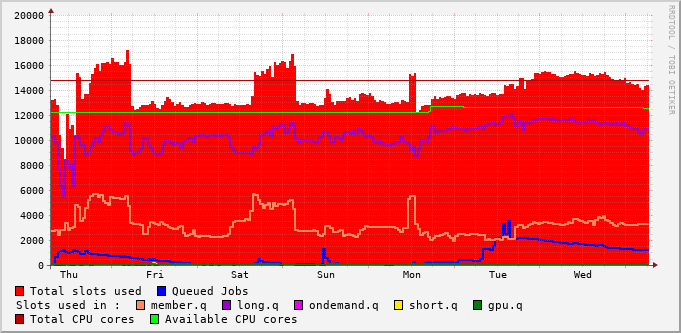 20000
18000
16000
14000
12000
10000
8000
6000
4000
2000
0
Thu Fri Sat Sun Mon Tue Wed
RRDTOOL / TOBI OETIKER
Total slots used Queued Jobs
Slots used in : member.q long.q ondemand.q short.q gpu.q
Total CPU cores Available CPU cores